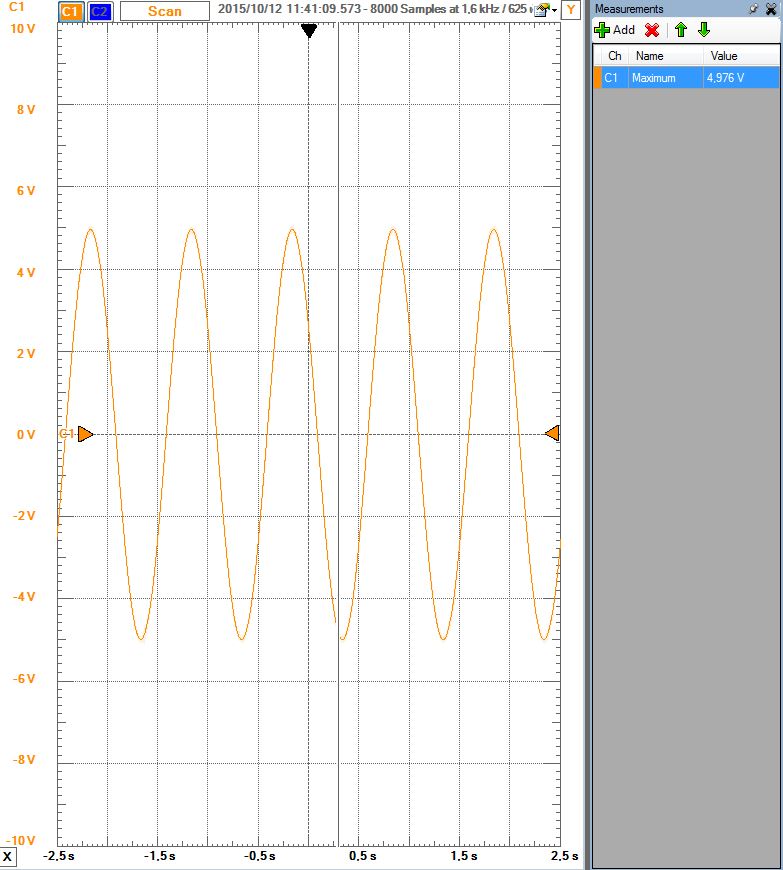 C1
C1 C2 Scan 2015/10/12 11:41:09.573 - 8000 Samples at 1,6 kHz / 625 Y
10 V
8 V
6 V
4 V
2 V
0 V
C1
-2 V
-4 V
-6 V
-8 V
-10 V
X -2,5 s -1,5 s -0,5 s 0,5 s 1,5 s 2,5 s
Measurements
Add
Ch Name Value
C1 Maximum 4,976 V